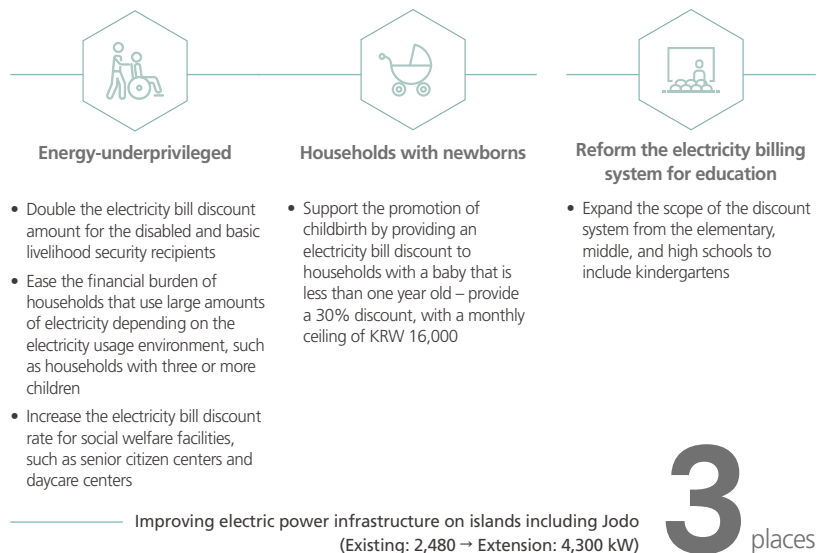 Energy-underprivileged
• Double the electricity bill discount
amount for the disabled and basic
livelihood security recipients
• Ease the financial burden of
households that use large amounts
of electricity depending on the
electricity usage environment, such
as households with three or more
children
• Increase the electricity bill discount
rate for social welfare facilities,
such as senior citizen centers and
daycare centers
Households with newborns
• Support the promotion of
childbirth by providing an
electricity bill discount to
households with a baby that is
less than one year old – provide
a 30% discount, with a monthly
ceiling of KRW 16,000
Reform the electricity billing
system for education
• Expand the scope of the discount
system from the elementary,
middle, and high schools to
include kindergartens
Improving electric power infrastructure on islands including Jodo
(Existing: 2,480 → Extension: 4,300 kW)
3 places